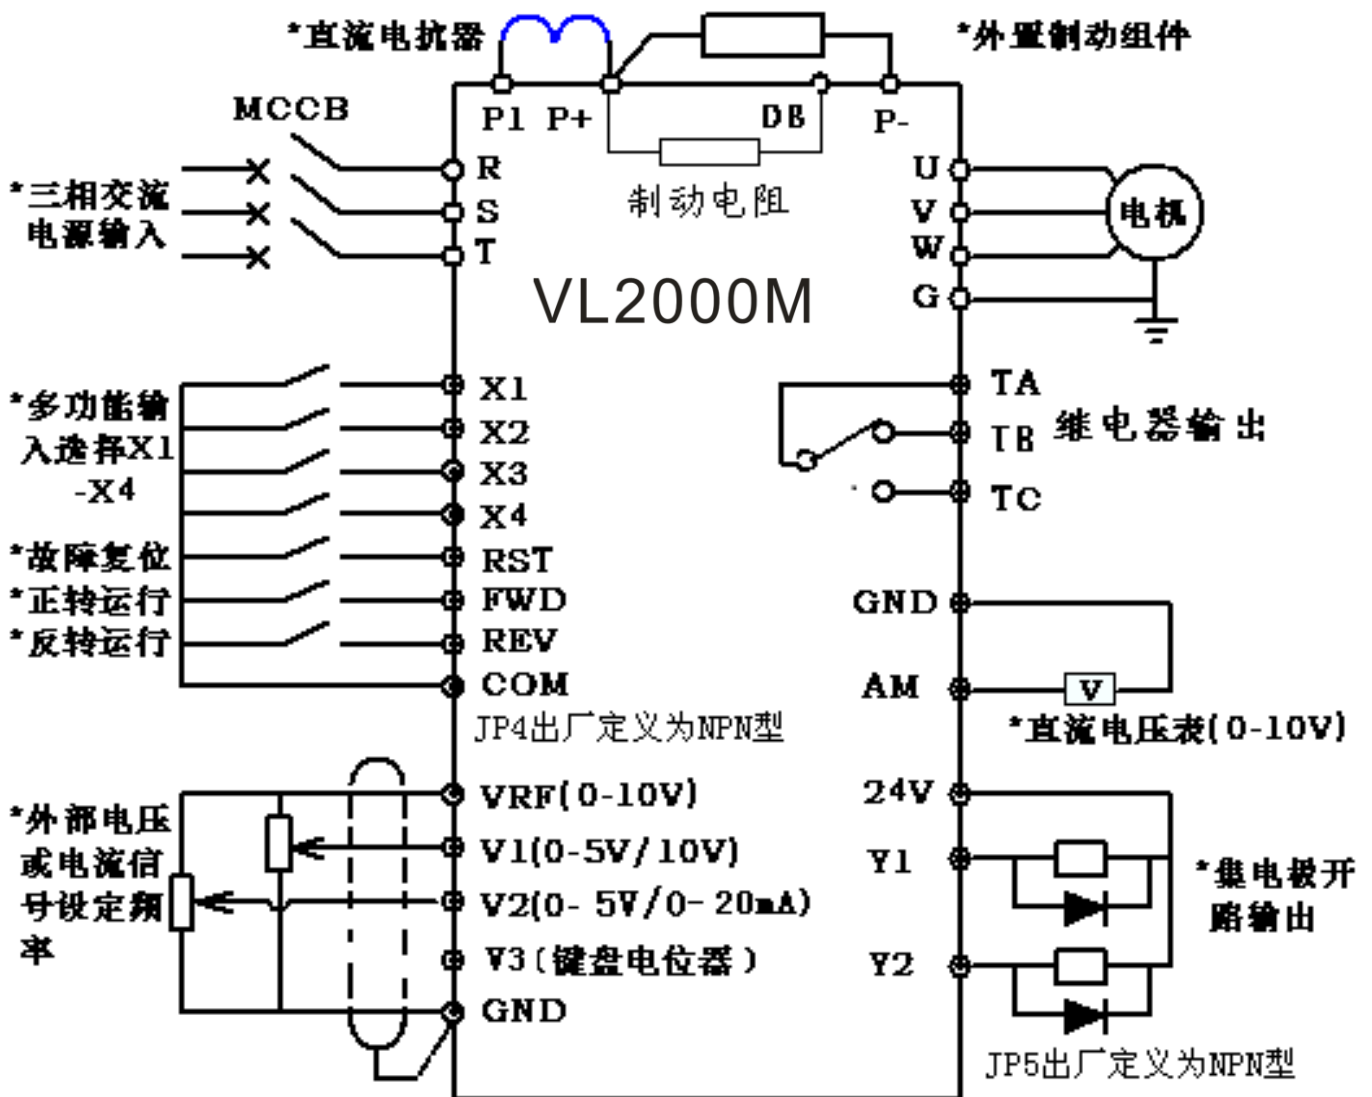 *直流电抗器
*外置制动组件
MCCB
P1 P+ DB P-
R
*三相交流
电源输入
S
T
制动电阻
U
V
W
G
电机
VL2000M
*多功能输
入选择X1
-X4
X1
X2
X3
X4
*故障复位
RST
*正转运行
FWD
*反转运行
REV
COM
JP4出厂定义为NPN型
TA
TB
TC
继电器输出
GND
AM
V
*直流电压表(0-10V)
*外部电压
或电流信
号设定频
率
VRF(0-10V)
V1(0-5V/10V)
V2(0-5V/0-20mA)
V3(键盘电位器)
GND
24V
Y1
Y2
*集电极开
路输出
JP5出厂定义为NPN型